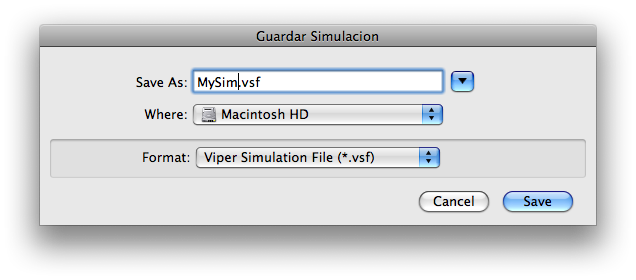 Guardar Simulacion
Save As: MySim.vsf
Where: Macintosh HD
Format: Viper Simulation File (*.vsf)
Cancel Save